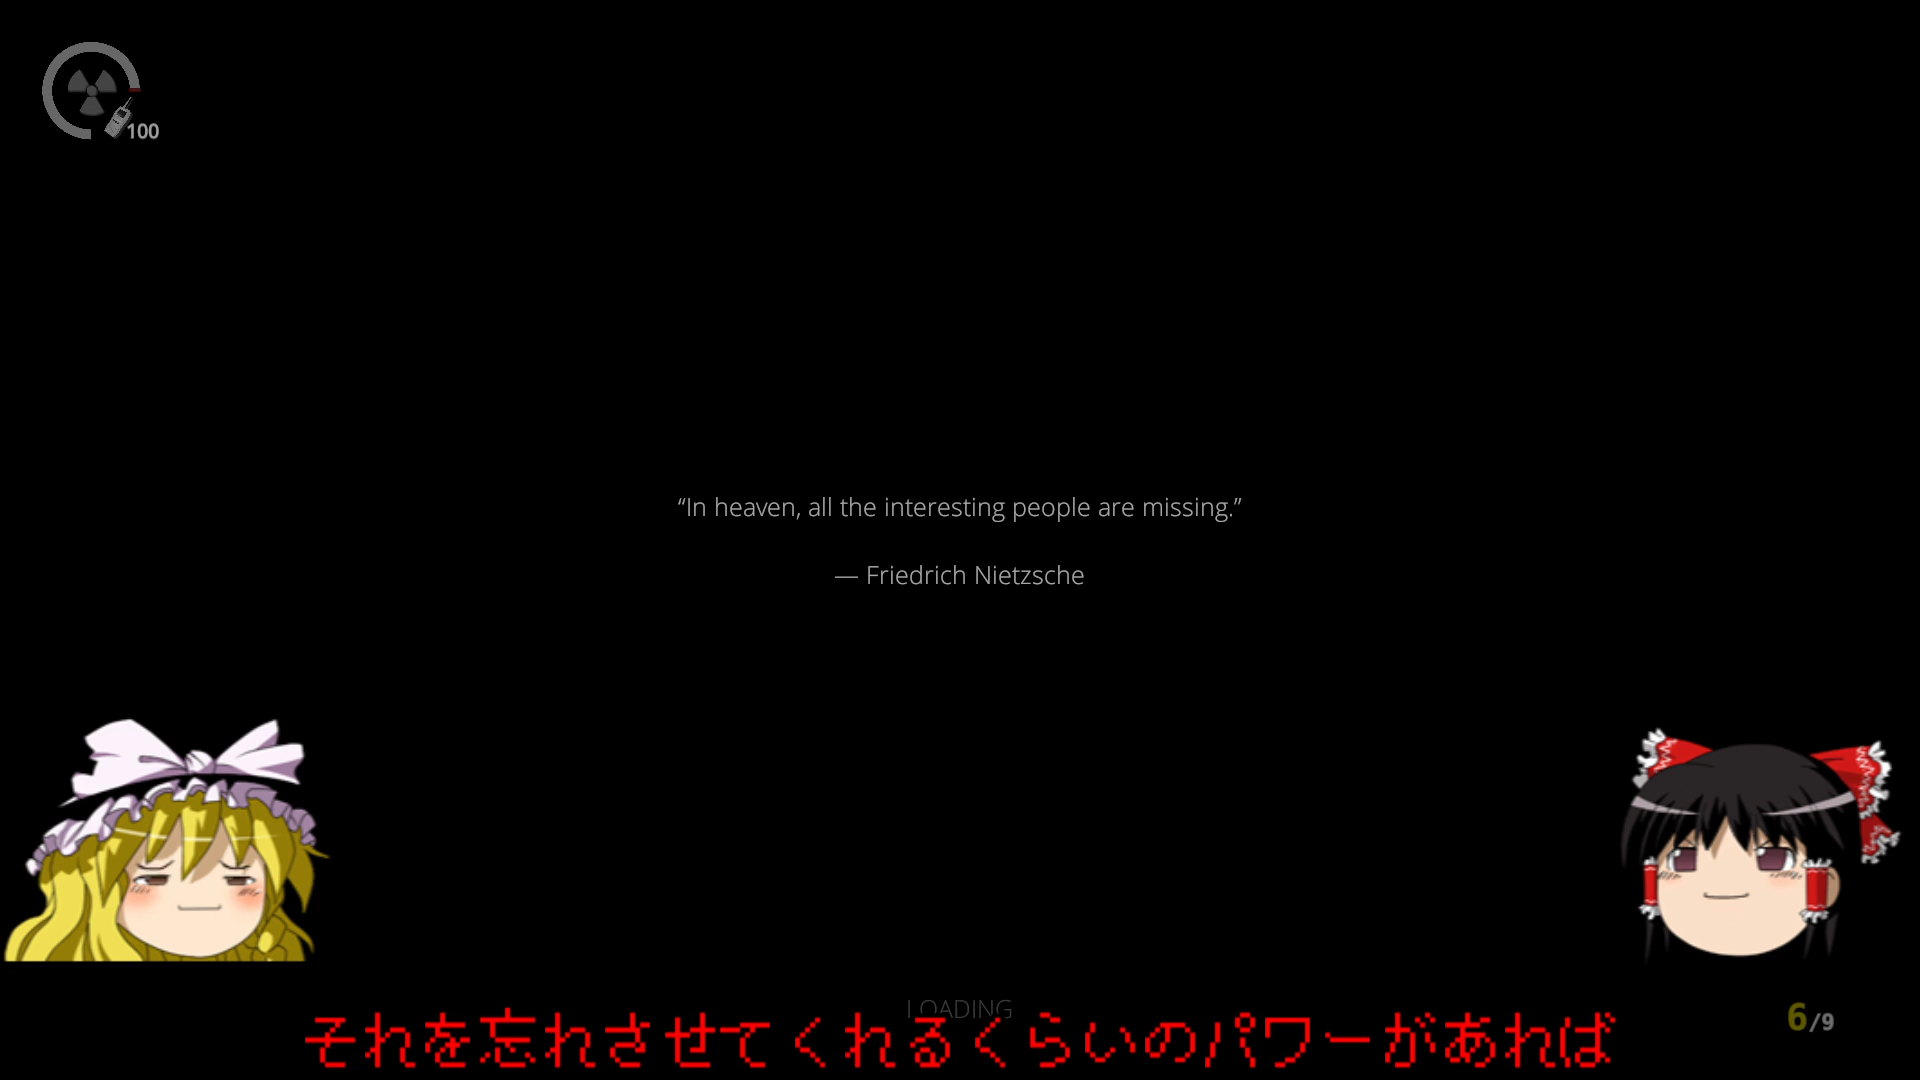 100
“In heaven, all the interesting people are missing.”
— Friedrich Nietzsche
LOADING
それを忘れさせてくれるくらいのパワーがあれば
6/9